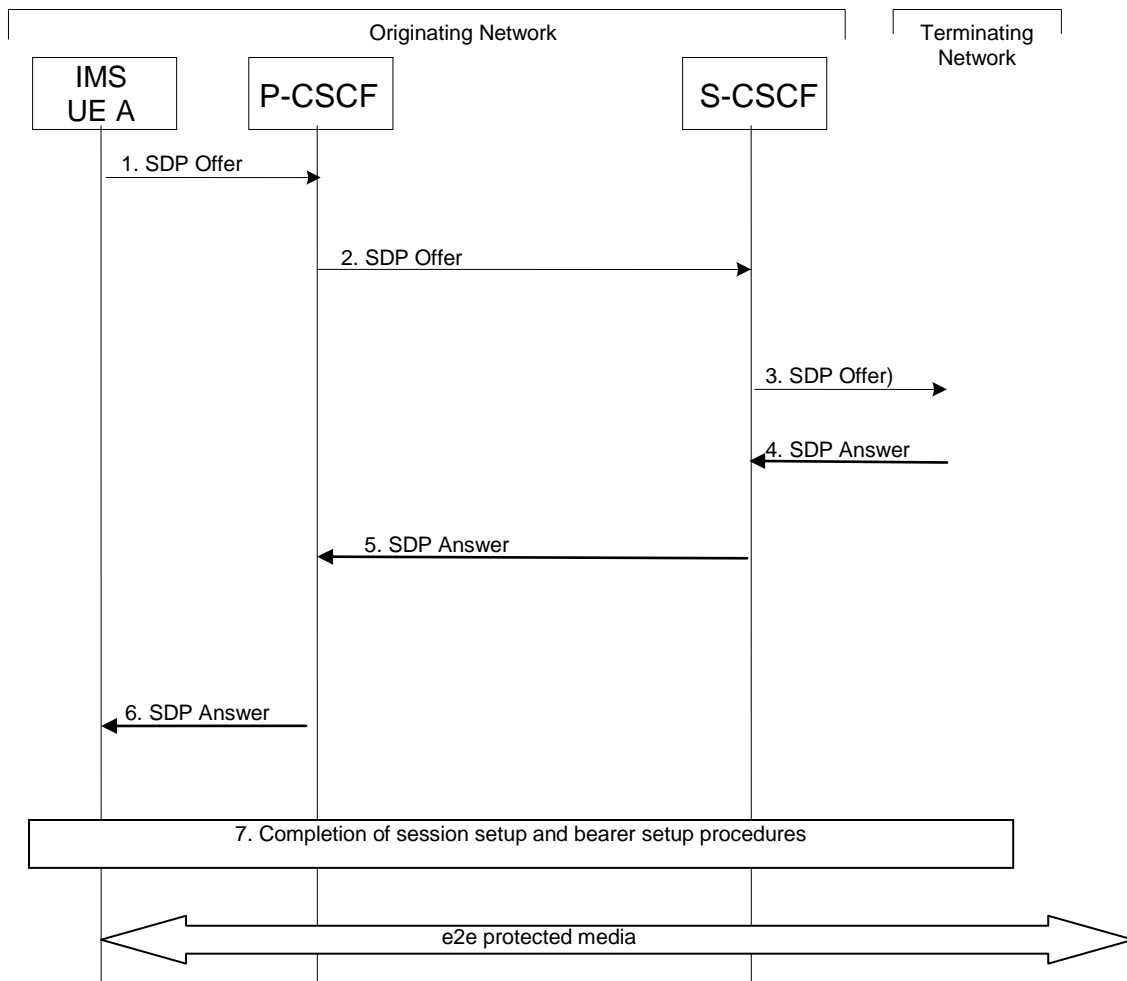 Originating Network
Terminating
Network
IMS
UE A
P-CSCF
S-CSCF
1. SDP Offer
2. SDP Offer
3. SDP Offer)
4. SDP Answer
5. SDP Answer
6. SDP Answer
7. Completion of session setup and bearer setup procedures
e2e protected media